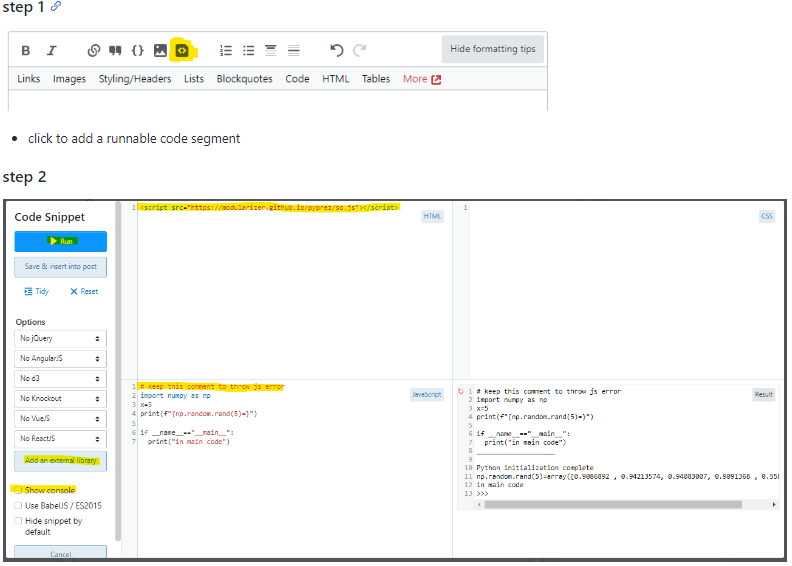 step 1
B I {}
Hide formatting tips
Links Images Styling/Headers Lists Blockquotes Code HTML Tables More
• click to add a runnable code segment
step 2
Code Snippet
Run
Save & insert into post
Tidy Reset
Options
No jQuery
No AngularJS
No d3
No Knockout
No VueJS
No ReactJS
Add an external library
Show console
Use BabelJS / ES2015
Hide snippet by
default
Cancel
1 <script src="https://modularizer.github.io/pyprez/so.js"></script>
HTML
1
CSS
1 # keep this comment to throw js error
2 import numpy as np
3 x=5
4 print(f"{np.random.rand(5)=}")
5
6 if __name__=="__main__":
7 print("in main code")
JavaScript
1 # keep this comment to throw js error
2 import numpy as np
3 x=5
4 print(f"{np.random.rand(5)=}")
5
6 if __name__=="__main__":
7 print("in main code")
8 ____________________
9
10 Python initialization complete
11 np.random.rand(5)=array([0.9086892 , 0.94213574, 0.94083007, 0.9091368 , 0.558
12 in main code
13 >>>
Result